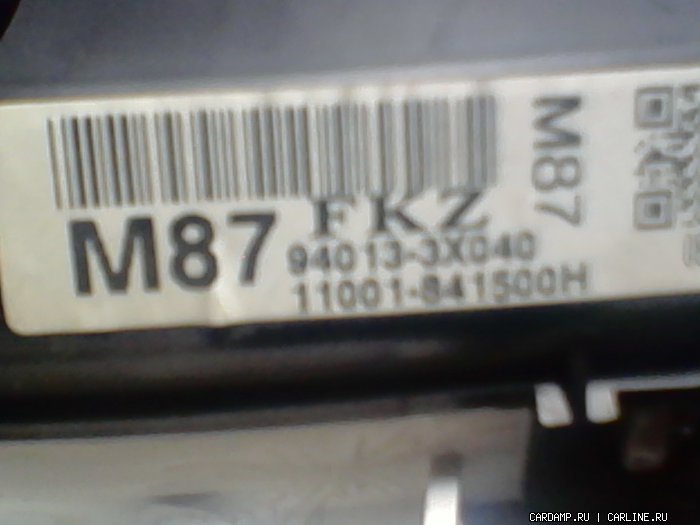 M87
FKZ
M87
94013-3X040
11001-841500H
CARDAMP.RU | CARLINE.RU